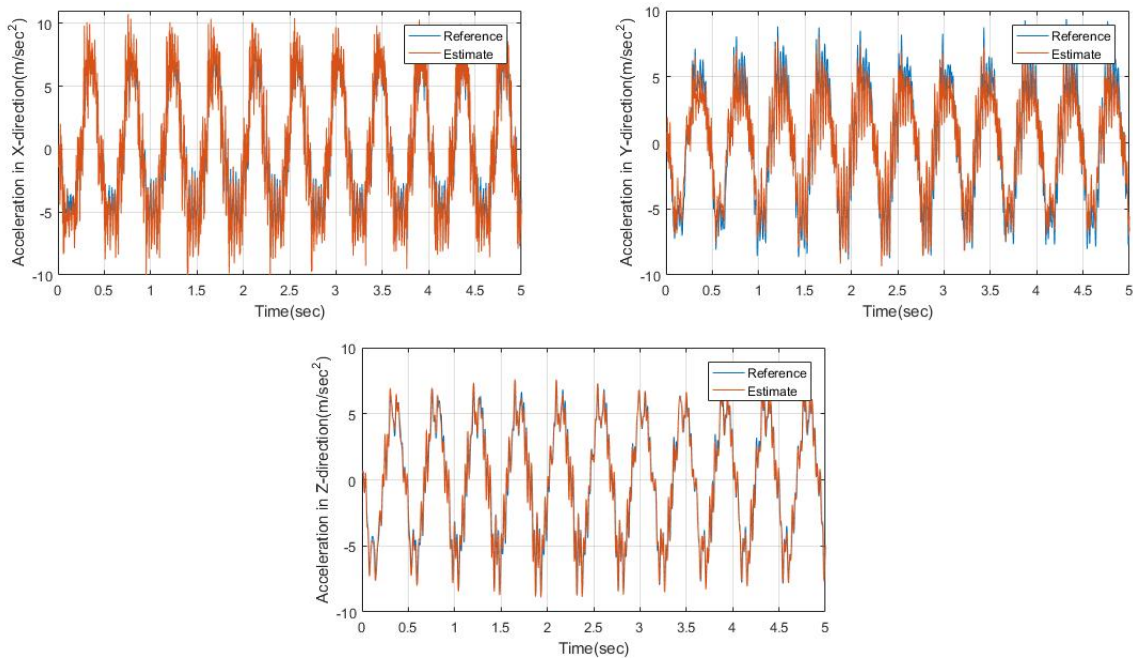 Acceleration in X-direction(m/sec²)
10
5
0
-5
-10
Reference
Estimate
0 0.5 1 1.5 2 2.5 3 3.5 4 4.5 5
Time(sec)
Acceleration in Y-direction(m/sec²)
10
5
0
-5
-10
Reference
Estimate
0 0.5 1 1.5 2 2.5 3 3.5 4 4.5 5
Time(sec)
Acceleration in Z-direction(m/sec²)
10
5
0
-5
-10
Reference
Estimate
0 0.5 1 1.5 2 2.5 3 3.5 4 4.5 5
Time(sec)